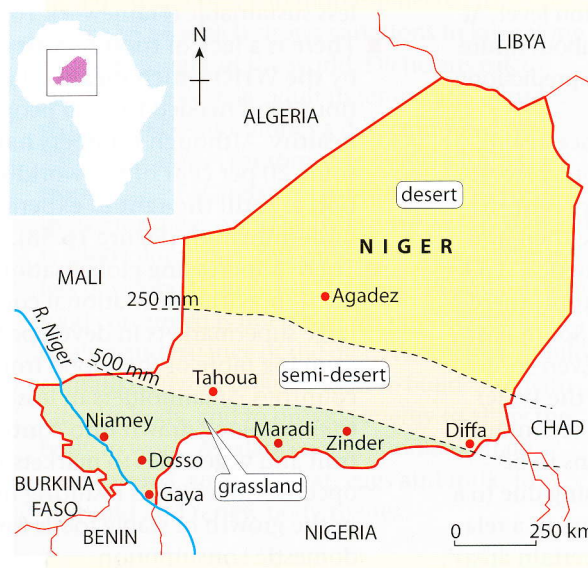 N
LIBYA
ALGERIA
desert
NIGER
MALI
250 mm
Agadez
R. Niger
500 mm
semi-desert
Tahoua
Niamey
Maradi
Zinder
Diffa
CHAD
Dosso
grassland
BURKINA
FASO
Gaya
BENIN
NIGERIA
0 250 km